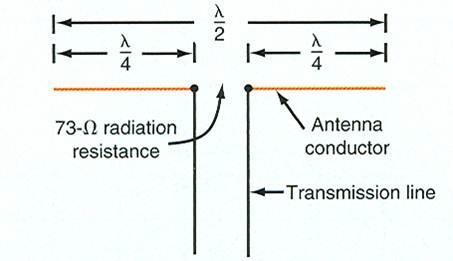 λ
2
λ
4
λ
4
73-Ω radiation
resistance
Antenna
conductor
Transmission line